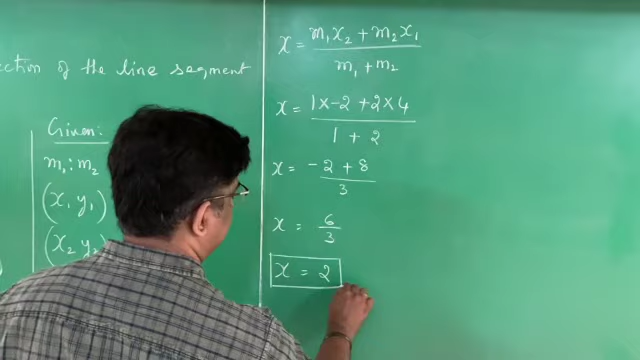 ction of the line segment
Given:
m₁:m₂
(x₁ y₁)
(x₂ y₂)
x = m₁x₂ + m₂x₁ / m₁ + m₂
x = 1 × -2 + 2 × 4 / 1 + 2
x = -2 + 8 / 3
x = 6 / 3
x = 2